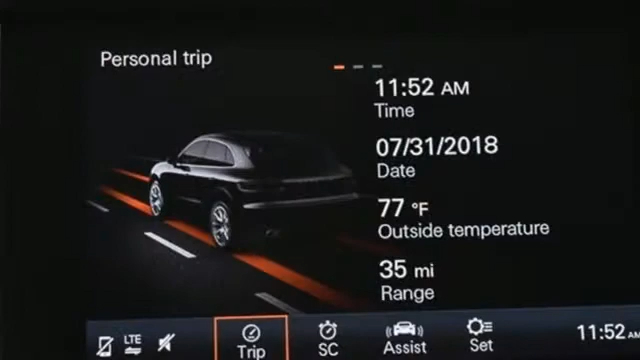 Personal trip
11:52 AM
Time
07/31/2018
Date
77 °F
Outside temperature
35 mi
Range
LTE
Trip
SC
Assist
Set
11:52 AM